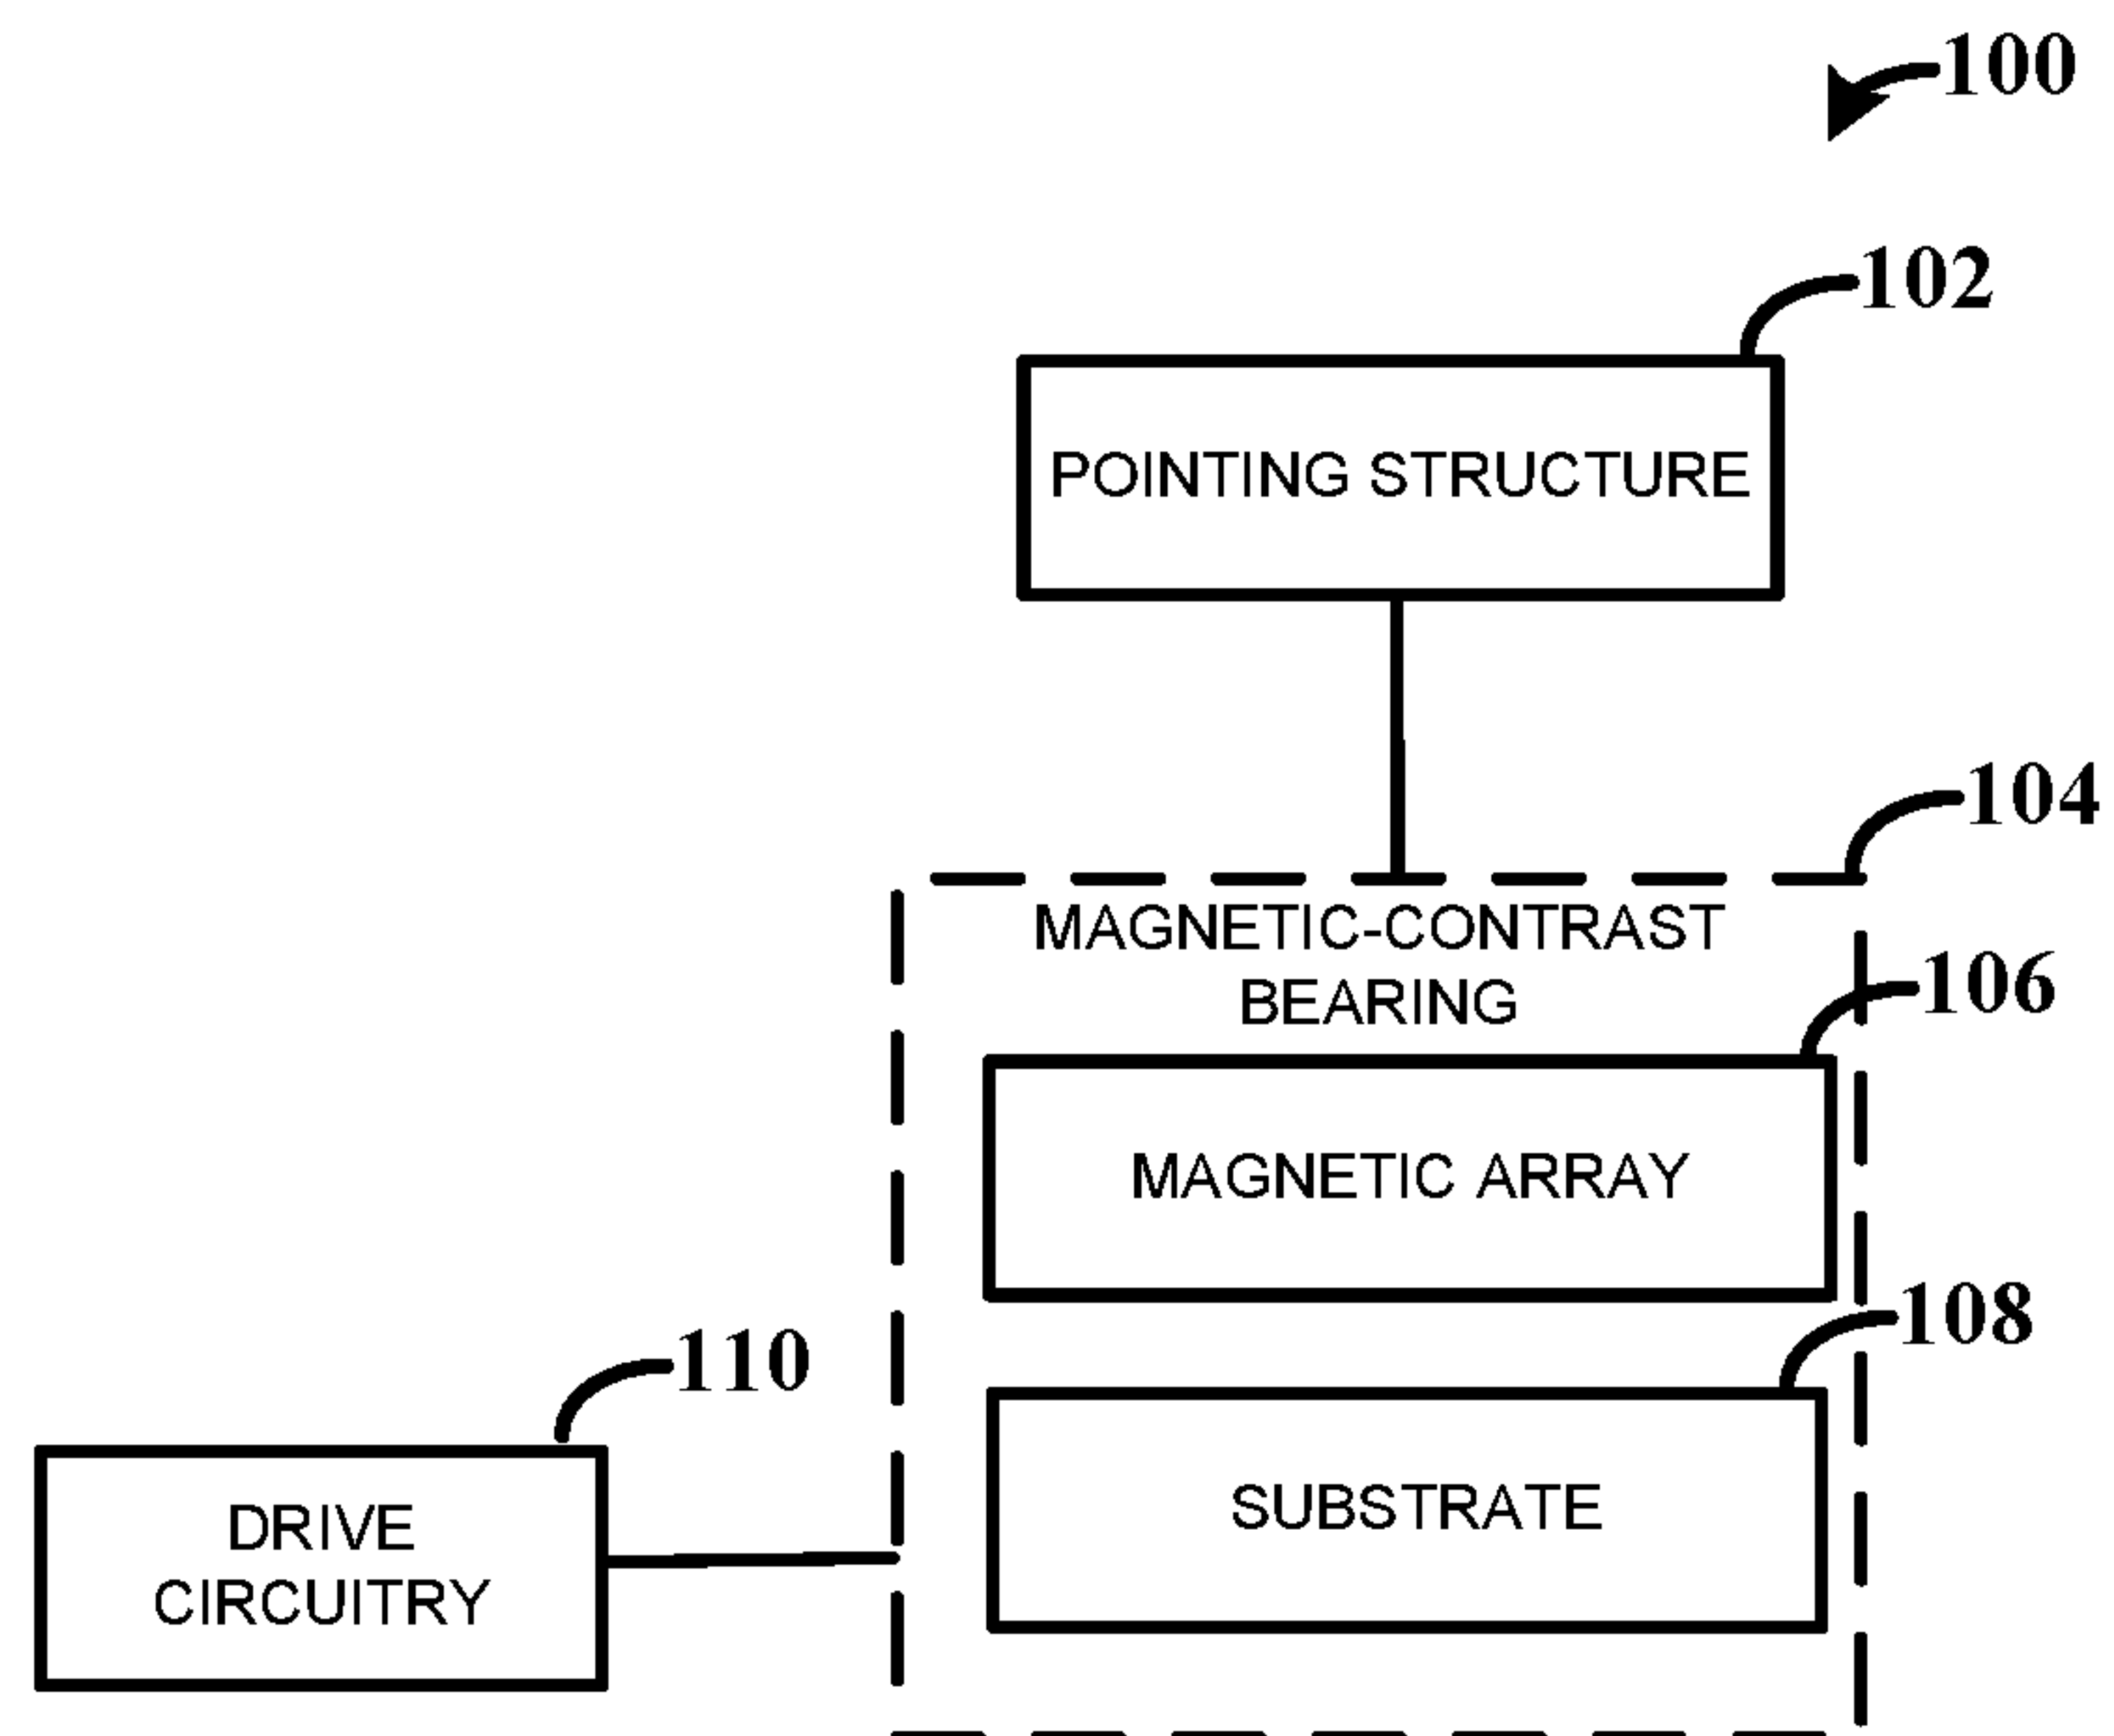 100
102
POINTING STRUCTURE
104
MAGNETIC-CONTRAST
BEARING
106
MAGNETIC ARRAY
108
SUBSTRATE
110
DRIVE
CIRCUITRY